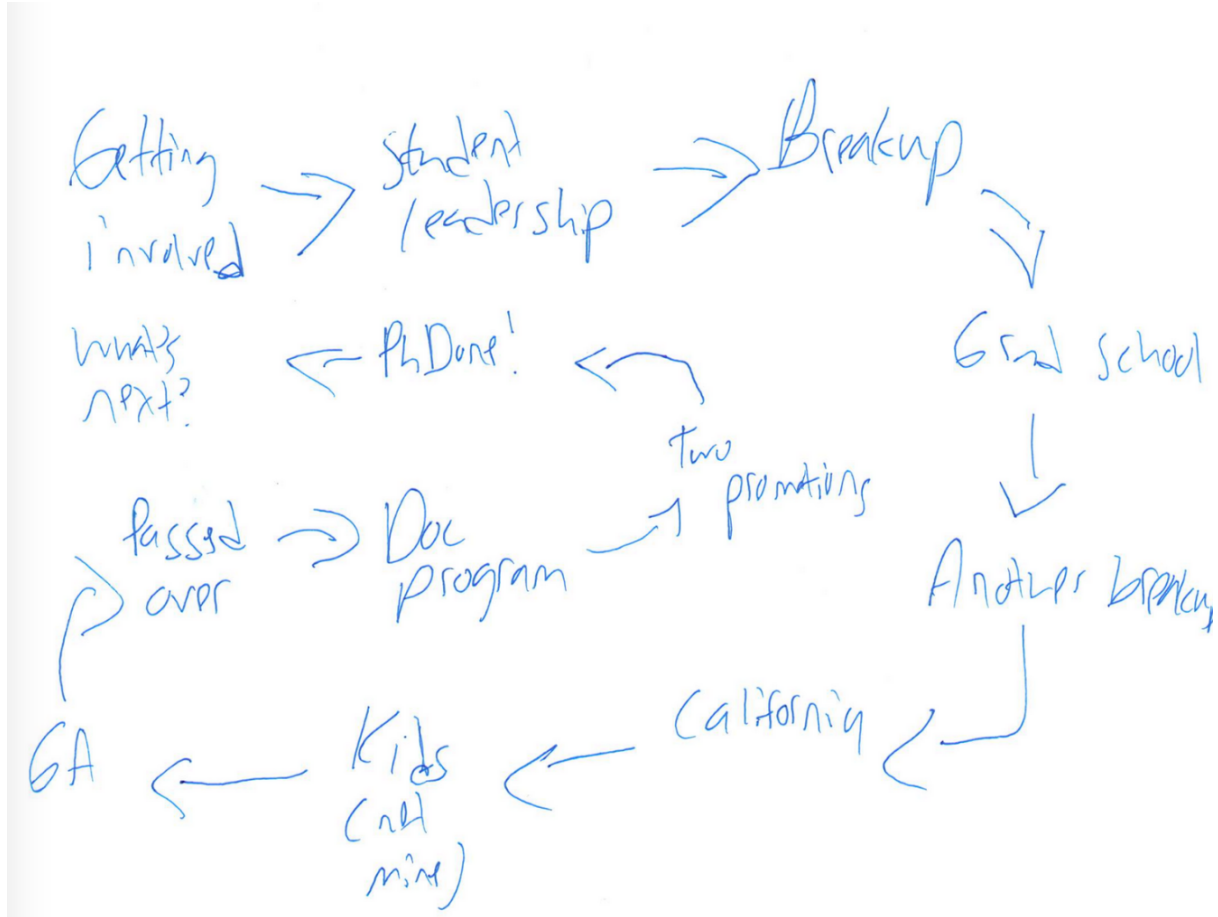 Getting
involved
student
leadership
Breakup
Grad school
Another breakup
California
Kids
(not
mine)
GA
Passed
over
Doc
program
two
promotions
PhDone!
What's
next?